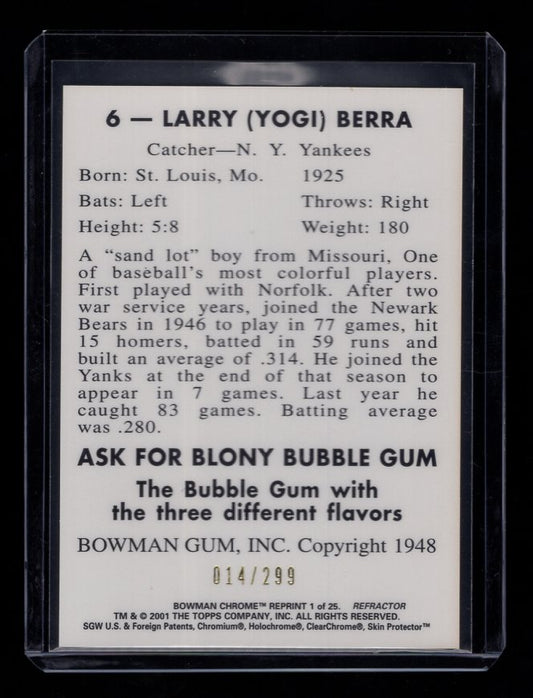 6 — LARRY (YOGI) BERRA
Catcher—N. Y. Yankees
Born: St. Louis, Mo. 1925
Bats: Left Throws: Right
Height: 5:8 Weight: 180
A “sand lot” boy from Missouri, One
of baseball’s most colorful players.
First played with Norfolk. After two
war service years, joined the Newark
Bears in 1946 to play in 77 games, hit
15 homers, batted in 59 runs and
built an average of .314. He joined the
Yanks at the end of that season to
appear in 7 games. Last year he
caught 83 games. Batting average
was .280.
ASK FOR BLONY BUBBLE GUM
The Bubble Gum with
the three different flavors
BOWMAN GUM, INC. Copyright 1948
014/299
BOWMAN CHROME™ REPRINT 1 of 25. REFRACTOR
TM & © 2001 THE TOPPS COMPANY, INC. ALL RIGHTS RESERVED.
SGW U.S. & Foreign Patents, Chromium®, Holochrome®, ClearChrome®, Skin Protector™